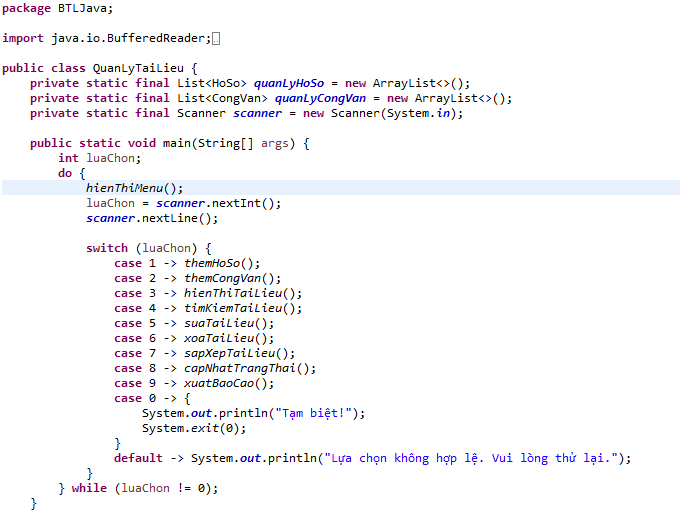 package BTLJava;
import java.io.BufferedReader;
public class QuanLyTaiLieu {
    private static final List<HoSo> quanLyHoSo = new ArrayList<>();
    private static final List<CongVan> quanLyCongVan = new ArrayList<>();
    private static final Scanner scanner = new Scanner(System.in);
    public static void main(String[] args) {
        int luaChon;
        do {
            hienThiMenu();
            luaChon = scanner.nextInt();
            scanner.nextLine();
            switch (luaChon) {
                case 1 -> themHoSo();
                case 2 -> themCongVan();
                case 3 -> hienThiTaiLieu();
                case 4 -> timKiemTaiLieu();
                case 5 -> suaTaiLieu();
                case 6 -> xoaTaiLieu();
                case 7 -> sapXepTaiLieu();
                case 8 -> capNhatTrangThai();
                case 9 -> xuatBaoCao();
                case 0 -> {
                    System.out.println("Tạm biệt!");
                    System.exit(0);
                }
                default -> System.out.println("Lựa chọn không hợp lệ. Vui lòng thử lại.");
            }
        } while (luaChon != 0);
    }